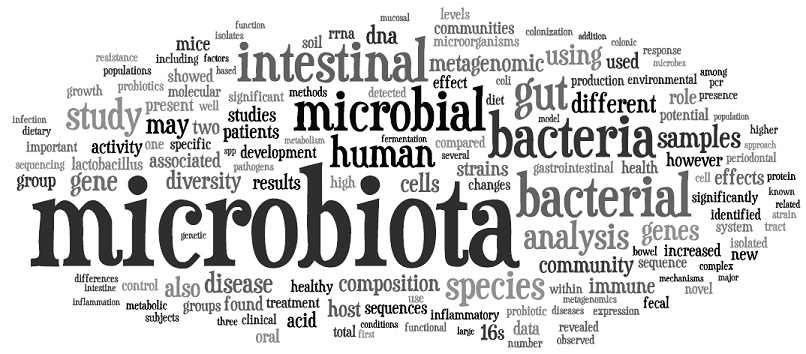 mucosal levels
function communities colonization addition
isolates soil rrna dna microorganisms colonic
mice intestinal metagenomic using used response
resistance including factors microbes
populations showed based effect coli production environmental among
growth probiotics molecular significant methods detected diet gut different role pcr
infection study present well studies microbial model potential presence
dietary may two patients bacteria population
important activity one specific metabolism fermentation compared samples higher
sequencing lactobacillus associated spp development human several however approach
pathogens strains gastrointestinal health periodontal
group gene diversity results high cells changes cell effects protein
microbiota bacterial significantly known
genetic identified related
analysis genes system strain
bowel increased isolated tract
community sequence complex new
differences control also disease healthy composition species within immune mechanisms major
intestine metagenomics novel
inflammation metabolic groups found treatment host sequences use probiotic diseases expression fecal
subjects three clinical acid conditions functional inflammatory large 16s data revealed
oral total first number observed